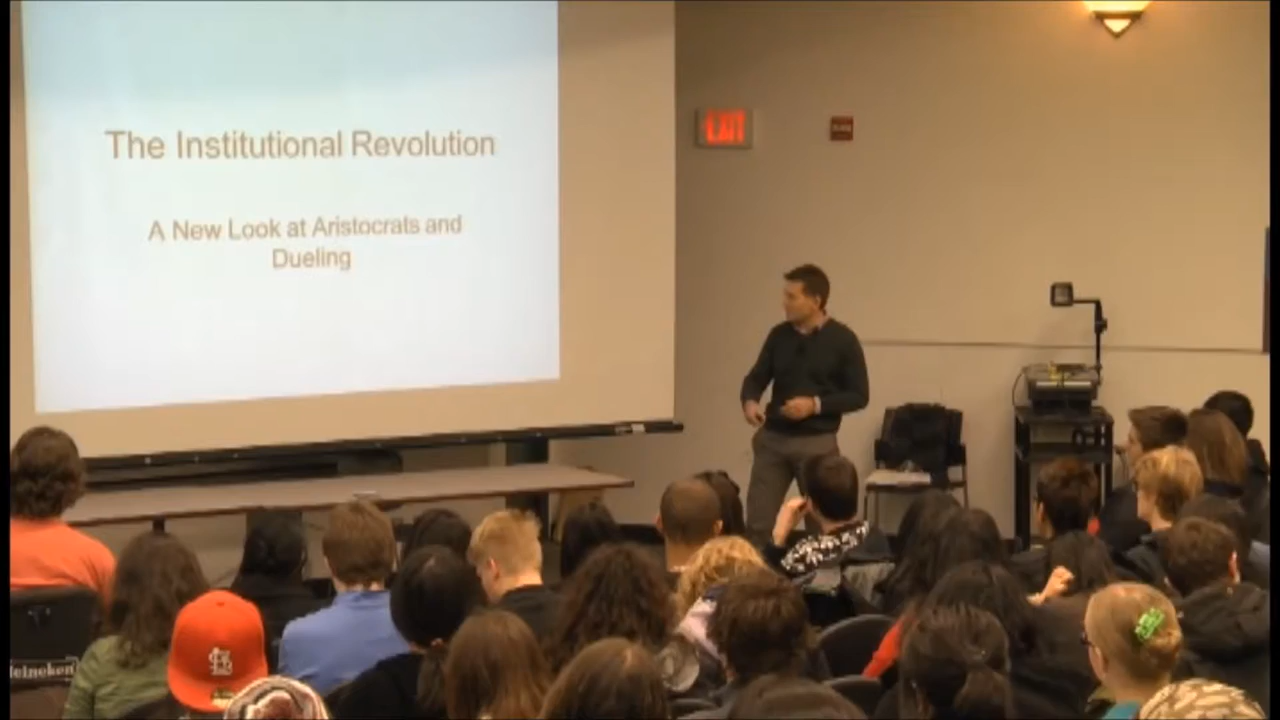 The Institutional Revolution
A New Look at Aristocrats and
Dueling
EXIT
StL
Heineken